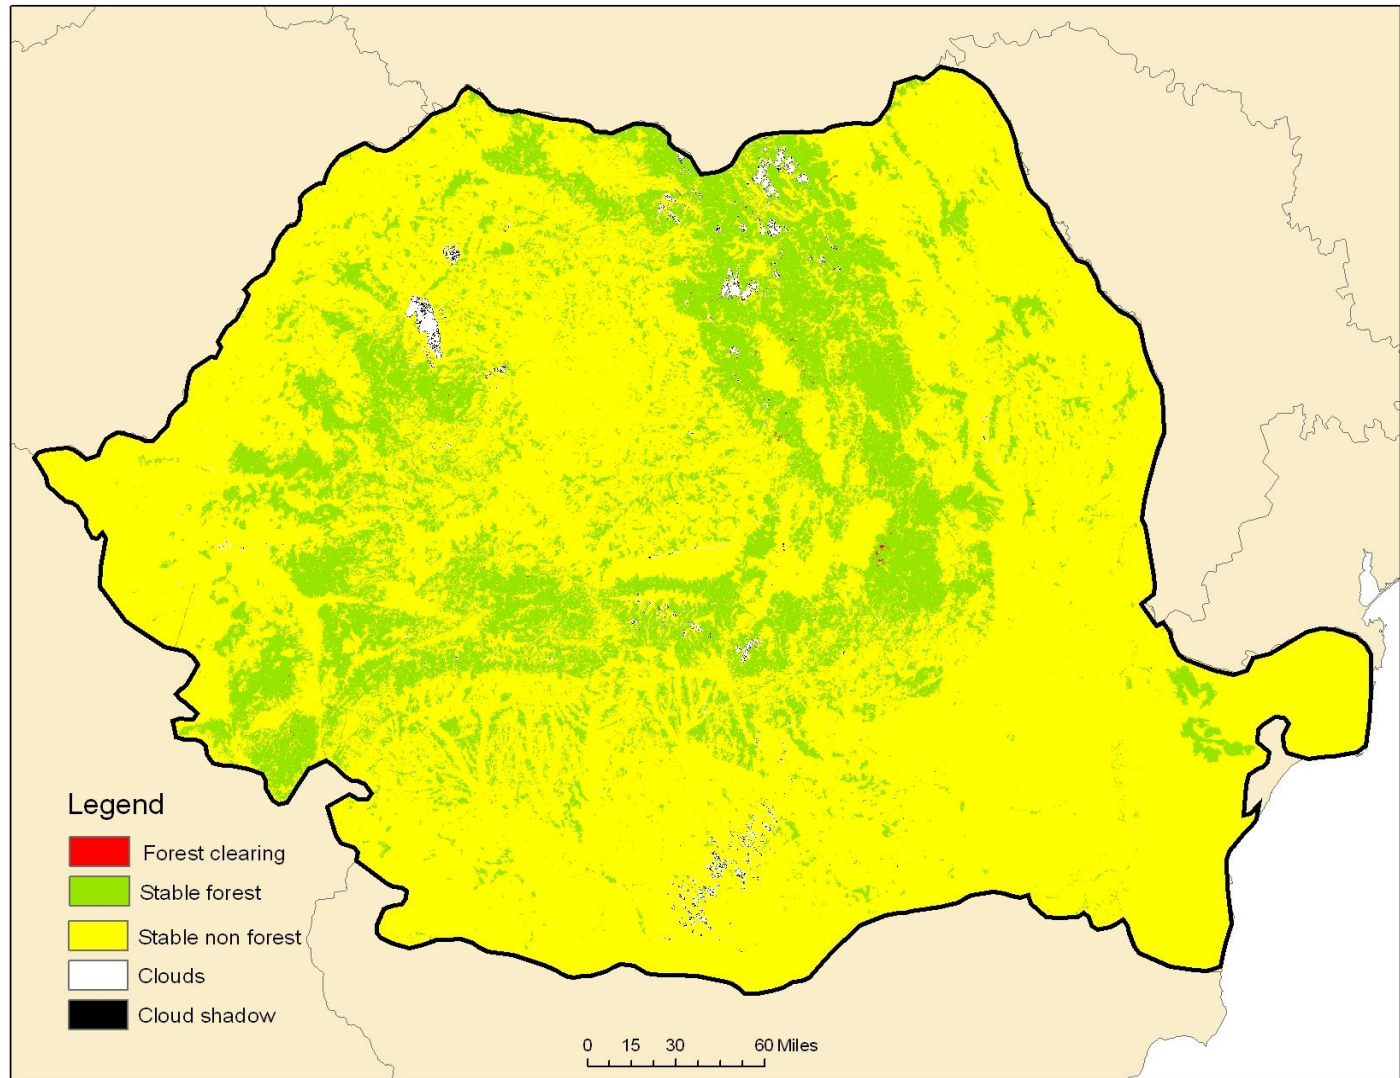 Legend
Forest clearing
Stable forest
Stable non forest
Clouds
Cloud shadow
0 15 30 60 Miles